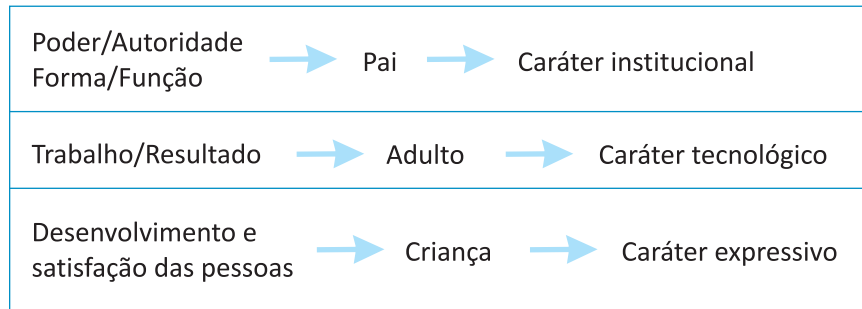 Poder/Autoridade
Forma/Função
Pai
Caráter institucional
Trabalho/Resultado
Adulto
Caráter tecnológico
Desenvolvimento e
satisfação das pessoas
Criança
Caráter expressivo